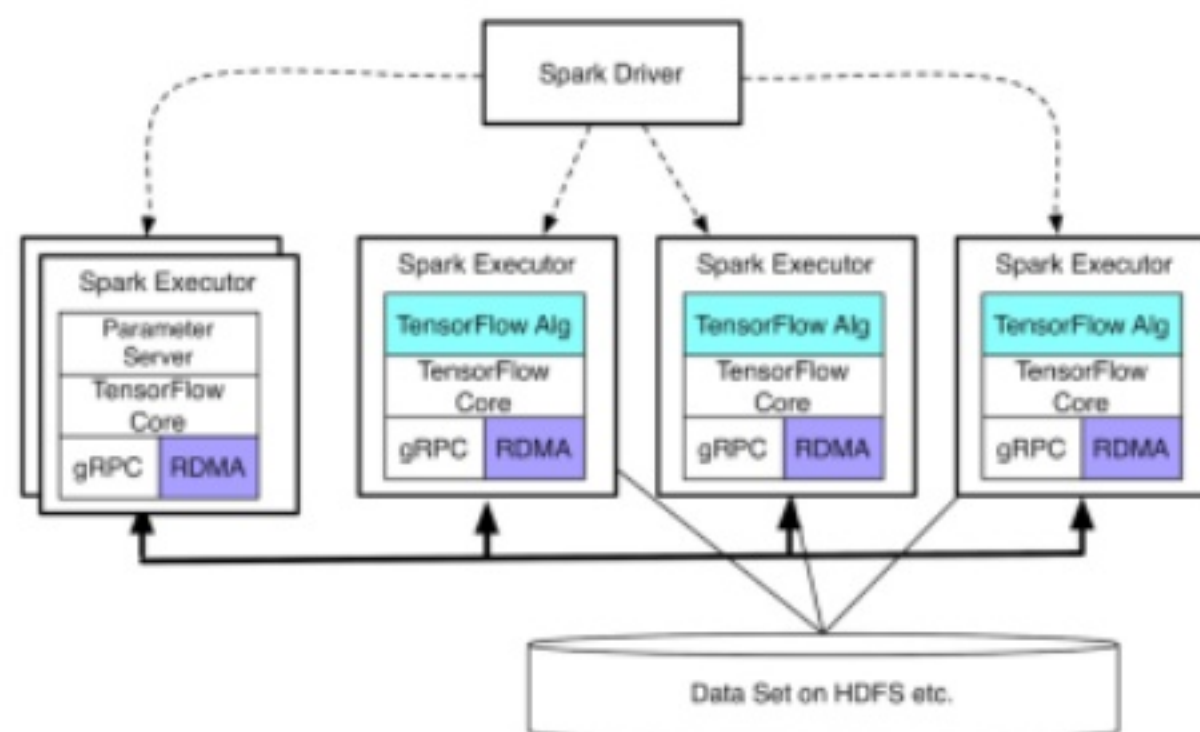 Spark Driver
Spark Executor
Parameter
Server
TensorFlow
Core
gRPC RDMA
Spark Executor
TensorFlow Alg
TensorFlow
Core
gRPC RDMA
Spark Executor
TensorFlow Alg
TensorFlow
Core
gRPC RDMA
Spark Executor
TensorFlow Alg
TensorFlow
Core
gRPC RDMA
Data Set on HDFS etc.